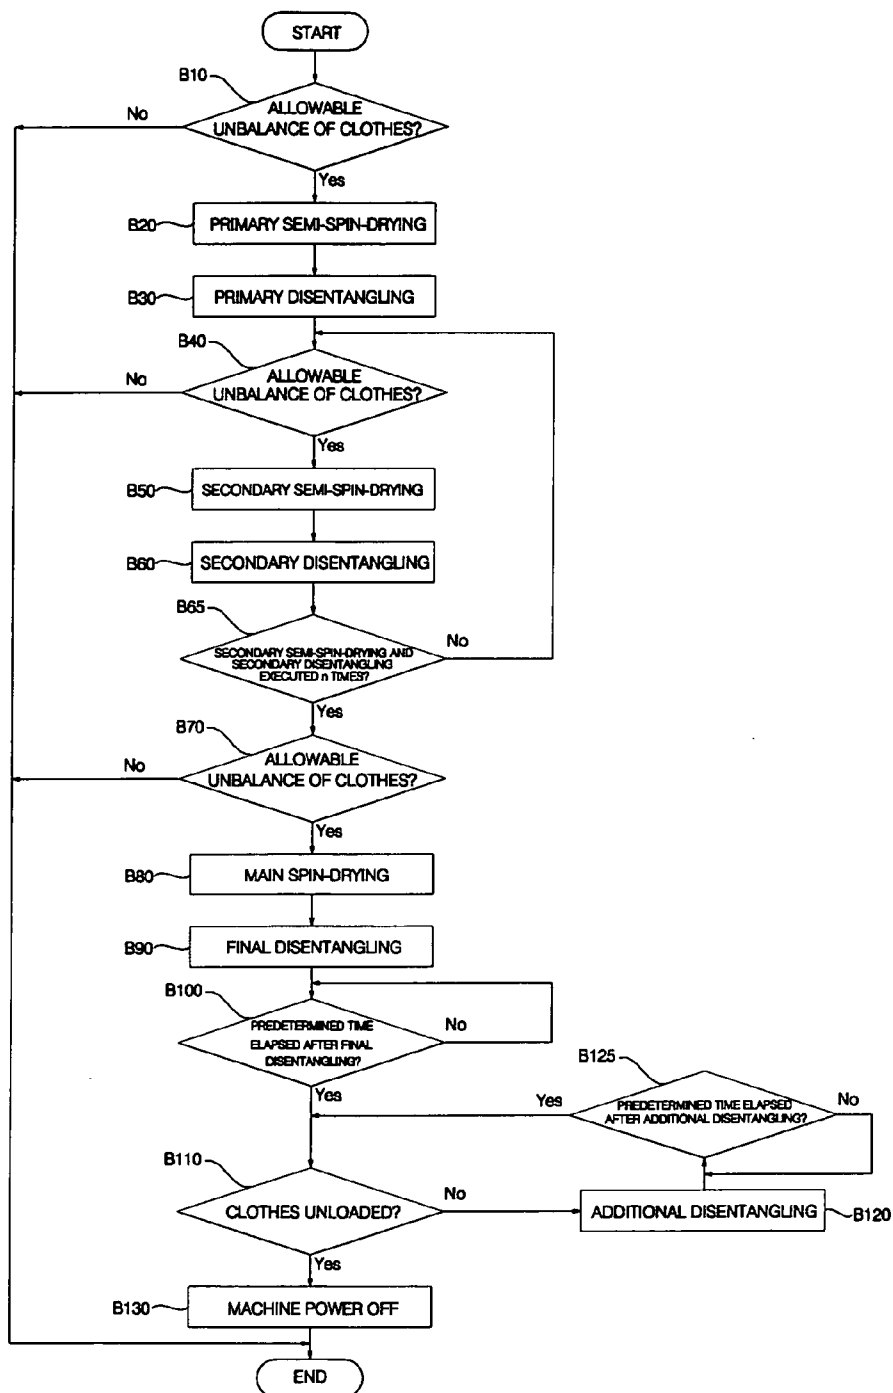 START
B10
ALLOWABLE
UNBALANCE OF CLOTHES?
No
Yes
B20
PRIMARY SEMI-SPIN-DRYING
B30
PRIMARY DISENTANGLING
B40
ALLOWABLE
UNBALANCE OF CLOTHES?
No
Yes
B50
SECONDARY SEMI-SPIN-DRYING
B60
SECONDARY DISENTANGLING
B65
SECONDARY SEMI-SPIN-DRYING AND
SECONDARY DISENTANGLING
EXECUTED n TIMES?
No
Yes
B70
ALLOWABLE
UNBALANCE OF CLOTHES?
No
Yes
B80
MAIN SPIN-DRYING
B90
FINAL DISENTANGLING
B100
PREDETERMINED TIME
ELAPSED AFTER FINAL
DISENTANGLING?
No
Yes
B125
PREDETERMINED TIME ELAPSED
AFTER ADDITIONAL DISENTANGLING?
Yes
No
B110
CLOTHES UNLOADED?
No
ADDITIONAL DISENTANGLING
B120
Yes
B130
MACHINE POWER OFF
END